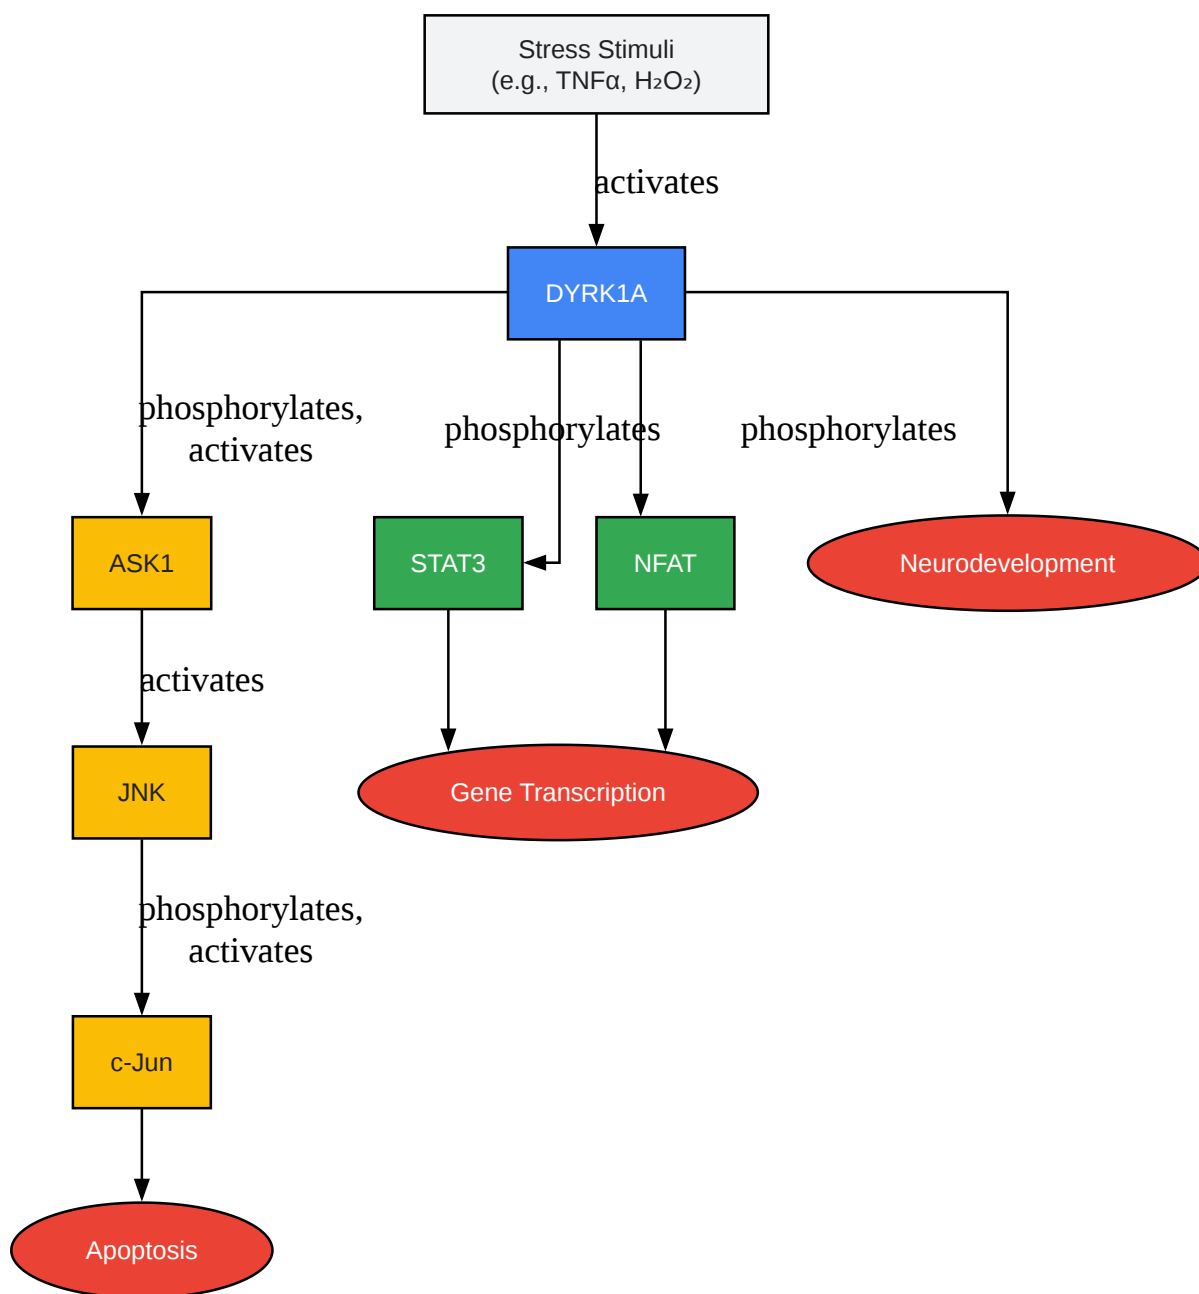 Stress Stimuli
(e.g., TNFα, H₂O₂)
activates
DYRK1A
phosphorylates,
activates
phosphorylates
phosphorylates
ASK1
STAT3
NFAT
Neurodevelopment
activates
JNK
Gene Transcription
phosphorylates,
activates
c-Jun
Apoptosis